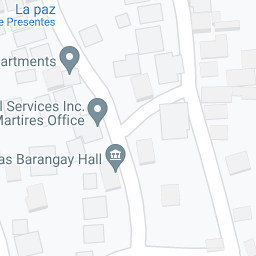 La paz
e Presentes
artments
l Services Inc.
Martires Office
as Barangay Hall